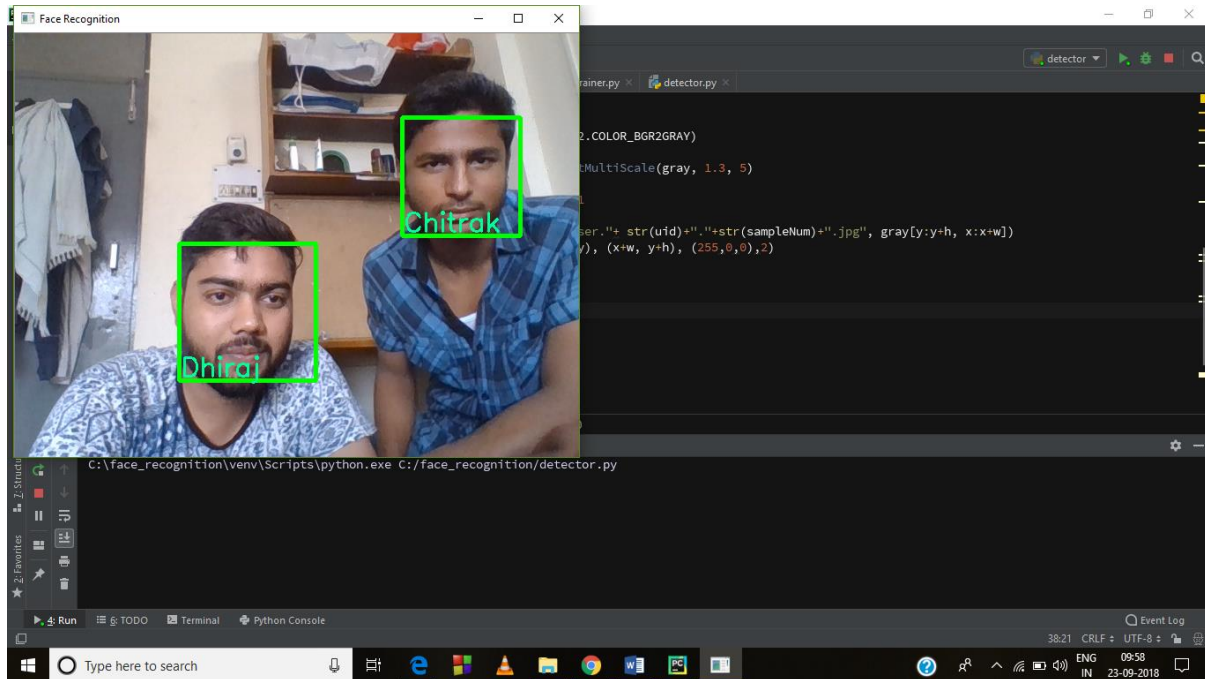 Face Recognition
detector
rainer.py
detector.py
2.COLOR_BGR2GRAY)
tMultiScale(gray, 1.3, 5)
ser."+ str(uid)+"."+str(sampleNum)+".jpg", gray[y:y+h, x:x+w])
), (x+w, y+h), (255,0,0),2)
Chitrak
Dhiraj
C:\face_recognition\venv\Scripts\python.exe C:/face_recognition/detector.py
Z: Structu
2: Favorites
4: Run
6: TODO
Terminal
Python Console
Event Log
38:21 CRLF UTF-8
Type here to search
ENG
IN
09:58
23-09-2018